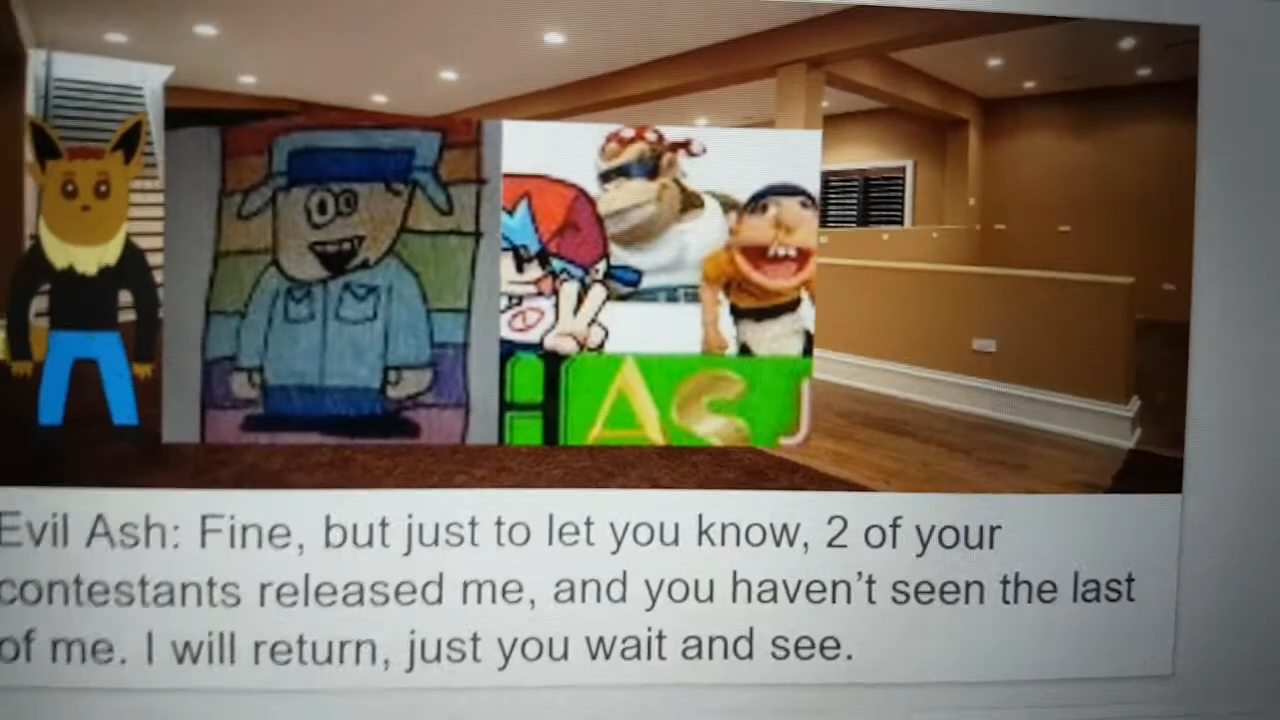 AS J
Evil Ash: Fine, but just to let you know, 2 of your
contestants released me, and you haven't seen the last
of me. I will return, just you wait and see.